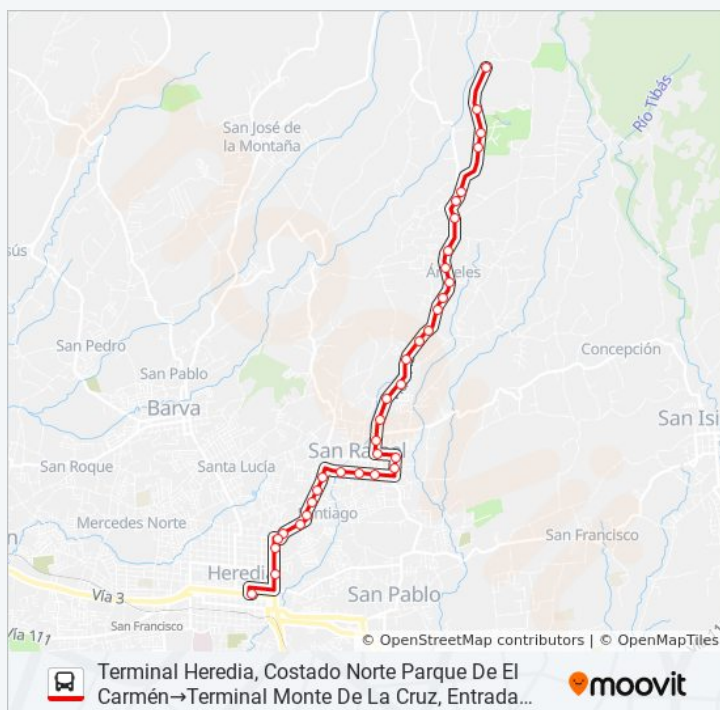 Río Tibás
San José de
la Montaña
sús
Ángeles
San Pedro
Concepción
San Pablo
Barva
San Isi
San Rafael
San Roque
Santa Lucía
Mercedes Norte
ntiago
San Francisco
Heredia
Vía 3
San Pablo
Vía 111
San Francisco
© OpenStreetMap contributors | © OpenMapTiles
Terminal Heredia, Costado Norte Parque De El
Carmén→Terminal Monte De La Cruz, Entrada…
moovit